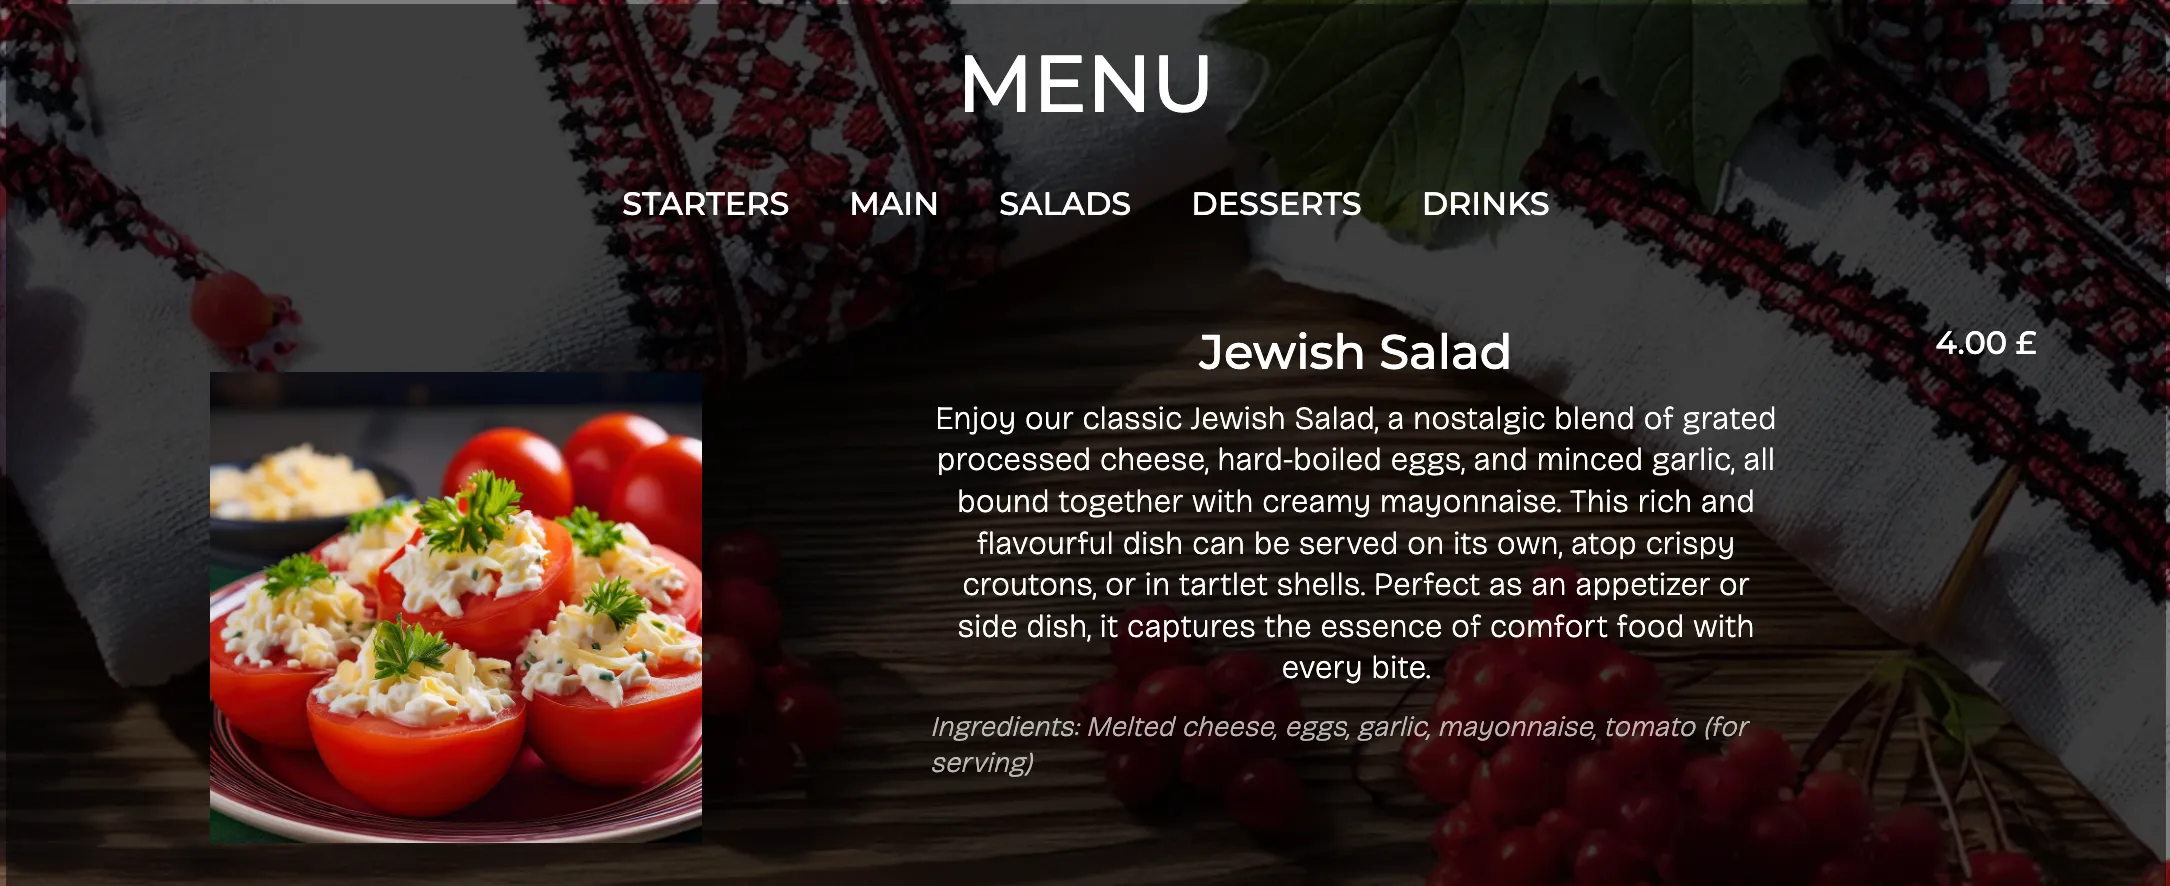 MENU
STARTERS MAIN SALADS DESSERTS DRINKS
Jewish Salad
4.00 £
Enjoy our classic Jewish Salad, a nostalgic blend of grated
processed cheese, hard-boiled eggs, and minced garlic, all
bound together with creamy mayonnaise. This rich and
flavourful dish can be served on its own, atop crispy
croutons, or in tartlet shells. Perfect as an appetizer or
side dish, it captures the essence of comfort food with
every bite.
Ingredients: Melted cheese, eggs, garlic, mayonnaise, tomato (for
serving)